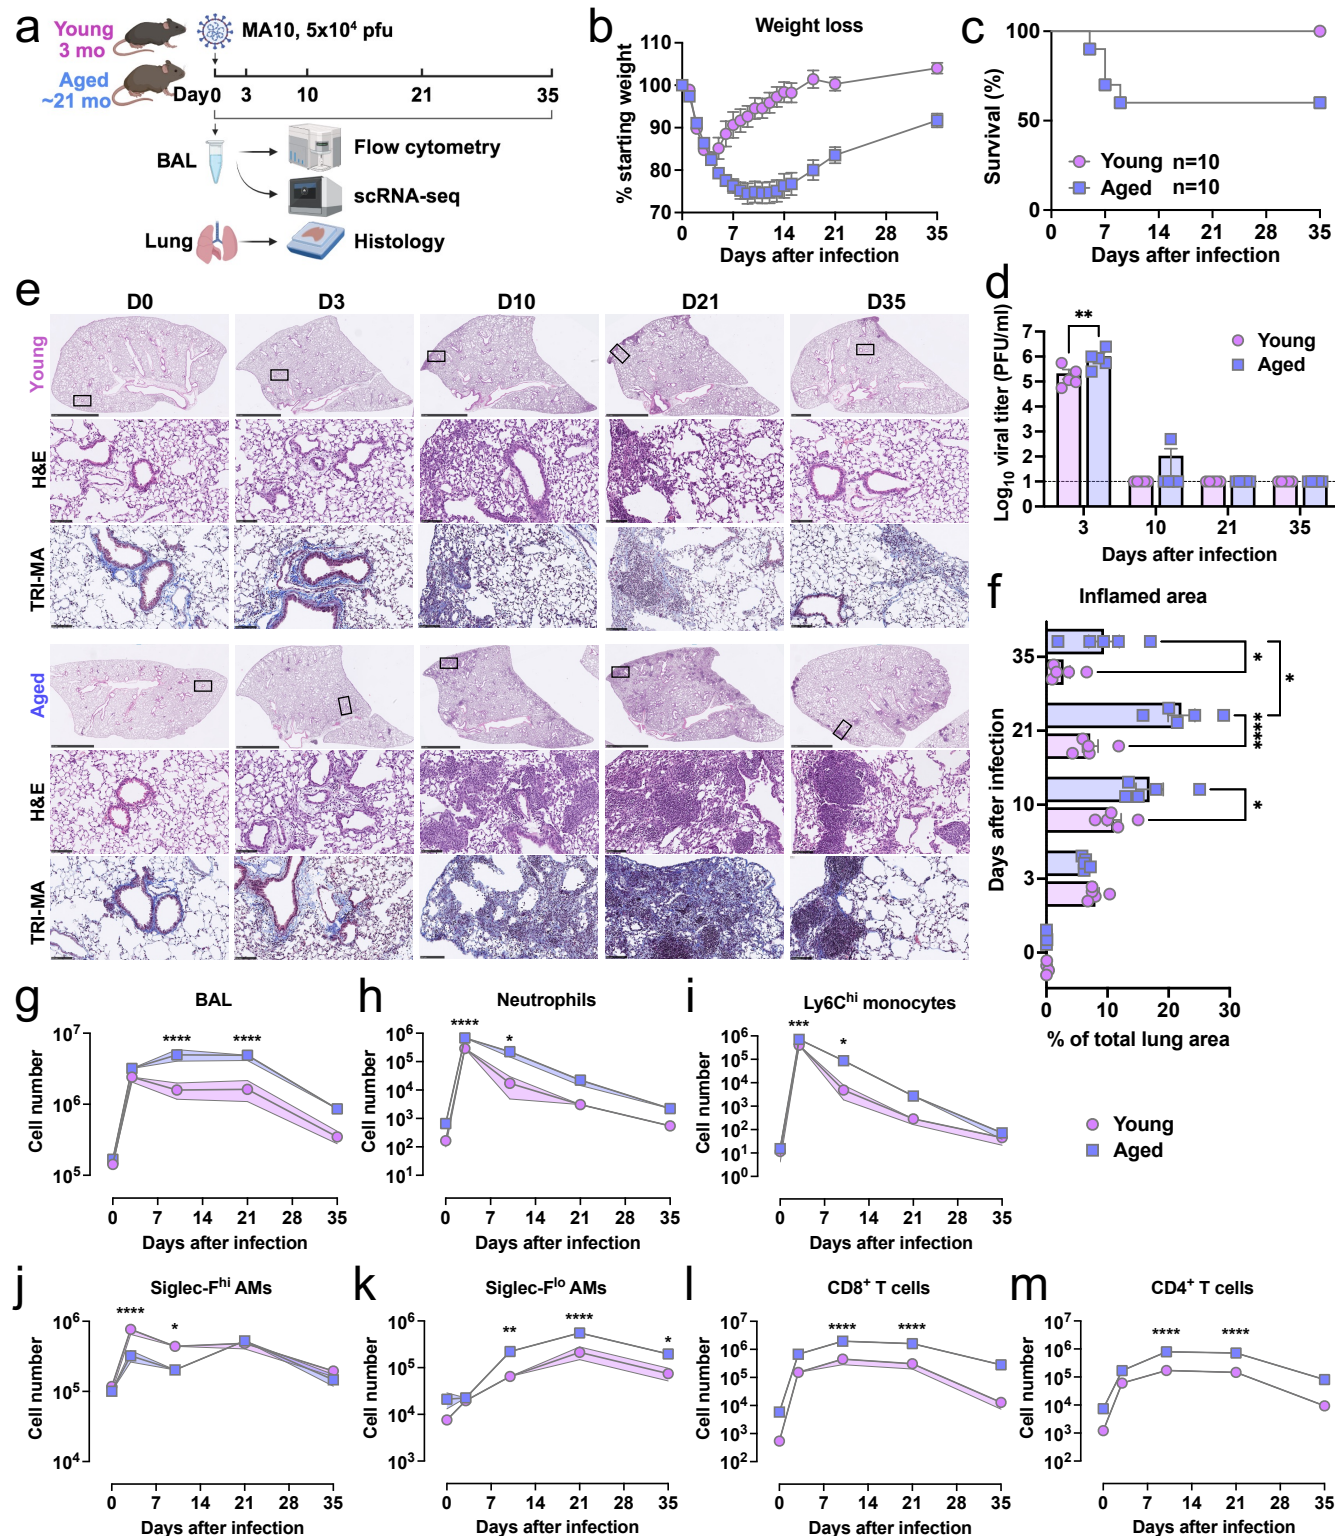 a
Young
3 mo
Aged
~21 mo
MA10, 5x10⁴ pfu
Day 0 3 10 21 35
BAL
Flow cytometry
scRNA-seq
Lung
Histology
b
Weight loss
% starting weight
110
100
90
80
70
0 7 14 21 28 35
Days after infection
c
Survival (%)
100
50
0
Young n=10
Aged n=10
0 7 14 21 28 35
Days after infection
d
Log₁₀ viral titer (PFU/ml)
7
6
5
4
3
2
1
0
**
Young
Aged
3 10 21 35
Days after infection
e
D0 D3 D10 D21 D35
Young
H&E
TRI-MA
Aged
H&E
TRI-MA
f
Inflamed area
Days after infection
35
21
10
3
0
*
*
****
*
0 10 20 30
% of total lung area
g
BAL
Cell number
10⁷
10⁶
10⁵
**** ****
0 7 14 21 28 35
Days after infection
h
Neutrophils
Cell number
10⁶
10⁵
10⁴
10³
10²
10¹
**** *
0 7 14 21 28 35
Days after infection
i
Ly6Cʰⁱ monocytes
Cell number
10⁶
10⁵
10⁴
10³
10²
10¹
10⁰
*** *
0 7 14 21 28 35
Days after infection
Young
Aged
j
Siglec-Fʰⁱ AMs
Cell number
10⁶
10⁵
10⁴
**** *
0 7 14 21 28 35
Days after infection
k
Siglec-Fˡᵒ AMs
Cell number
10⁶
10⁵
10⁴
10³
** **** *
0 7 14 21 28 35
Days after infection
l
CD8⁺ T cells
Cell number
10⁷
10⁶
10⁵
10⁴
10³
10²
**** ****
0 7 14 21 28 35
Days after infection
m
CD4⁺ T cells
Cell number
10⁷
10⁶
10⁵
10⁴
10³
10²
**** ****
0 7 14 21 28 35
Days after infection